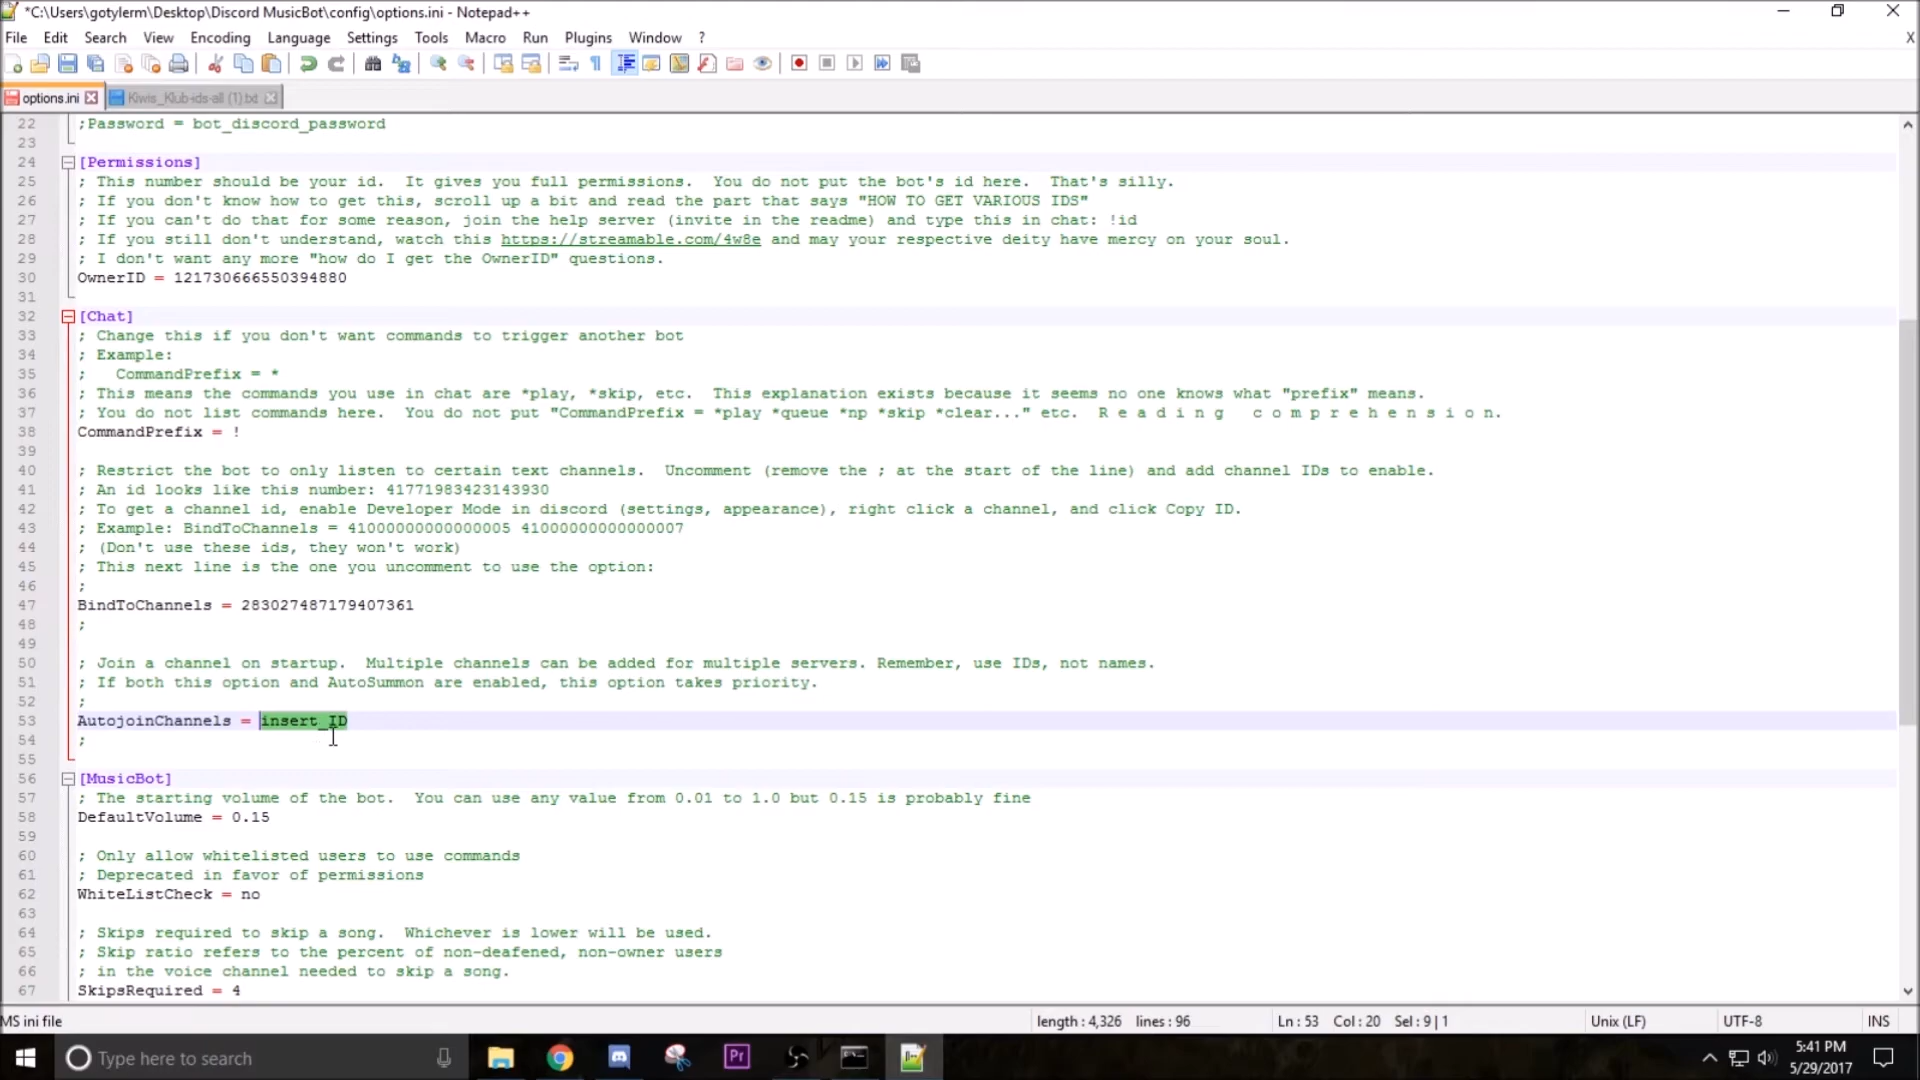 *C:\Users\gotylerm\Desktop\Discord MusicBot\config\options.ini - Notepad++
File Edit Search View Encoding Language Settings Tools Macro Run Plugins Window ? X
options.ini Kiwis_Klub-ids-all (1).txt
22 ;Password = bot_discord_password
23
24 [Permissions]
25 ; This number should be your id.  It gives you full permissions.  You do not put the bot's id here.  That's silly.
26 ; If you don't know how to get this, scroll up a bit and read the part that says "HOW TO GET VARIOUS IDS"
27 ; If you can't do that for some reason, join the help server (invite in the readme) and type this in chat: !id
28 ; If you still don't understand, watch this https://streamable.com/4w8e and may your respective deity have mercy on your soul.
29 ; I don't want any more "how do I get the OwnerID" questions.
30 OwnerID = 121730666550394880
31
32 [Chat]
33 ; Change this if you don't want commands to trigger another bot
34 ; Example:
35 ;   CommandPrefix = *
36 ; This means the commands you use in chat are *play, *skip, etc.  This explanation exists because it seems no one knows what "prefix" means.
37 ; You do not list commands here.  You do not put "CommandPrefix = *play *queue *np *skip *clear..." etc.  R e a d i n g   c o m p r e h e n s i o n.
38 CommandPrefix = !
39
40 ; Restrict the bot to only listen to certain text channels.  Uncomment (remove the ; at the start of the line) and add channel IDs to enable.
41 ; An id looks like this number: 41771983423143930
42 ; To get a channel id, enable Developer Mode in discord (settings, appearance), right click a channel, and click Copy ID.
43 ; Example: BindToChannels = 41000000000000005 41000000000000007
44 ; (Don't use these ids, they won't work)
45 ; This next line is the one you uncomment to use the option:
46 ;
47 BindToChannels = 283027487179407361
48 ;
49
50 ; Join a channel on startup.  Multiple channels can be added for multiple servers. Remember, use IDs, not names.
51 ; If both this option and AutoSummon are enabled, this option takes priority.
52 ;
53 AutojoinChannels = insert_ID
54 ;
55
56 [MusicBot]
57 ; The starting volume of the bot.  You can use any value from 0.01 to 1.0 but 0.15 is probably fine
58 DefaultVolume = 0.15
59
60 ; Only allow whitelisted users to use commands
61 ; Deprecated in favor of permissions
62 WhiteListCheck = no
63
64 ; Skips required to skip a song.  Whichever is lower will be used.
65 ; Skip ratio refers to the percent of non-deafened, non-owner users
66 ; in the voice channel needed to skip a song.
67 SkipsRequired = 4
MS ini file length : 4,326 lines : 96 Ln : 53 Col : 20 Sel : 9 | 1 Unix (LF) UTF-8 INS
Type here to search Pr 5:41 PM
5/29/2017